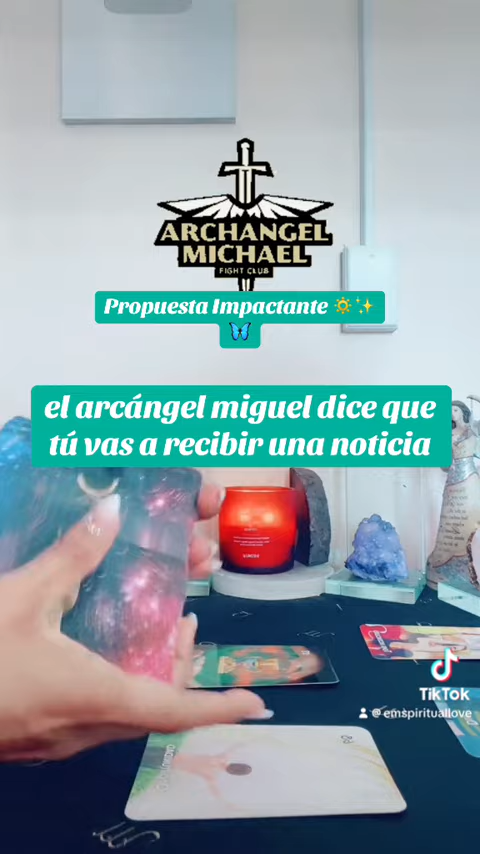 ARCHANGEL
MICHAEL
FIGHT CLUB
Propuesta Impactante
el arcángel miguel dice que
tú vas a recibir una noticia
TikTok
@emspirituallove